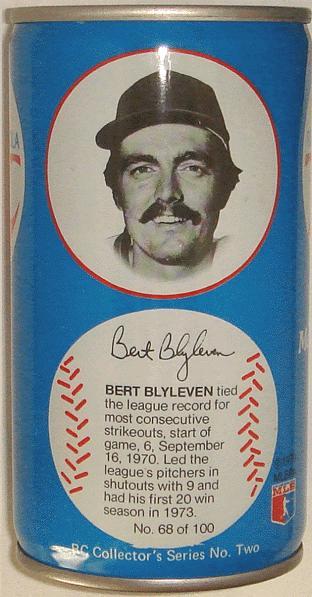 Bert Blyleven
BERT BLYLEVEN tied
the league record for
most consecutive
strikeouts, start of
game, 6, September
16, 1970. Led the
league's pitchers in
shutouts with 9 and
had his first 20 win
season in 1973.
No. 68 of 100
MLB
RC Collector's Series No. Two